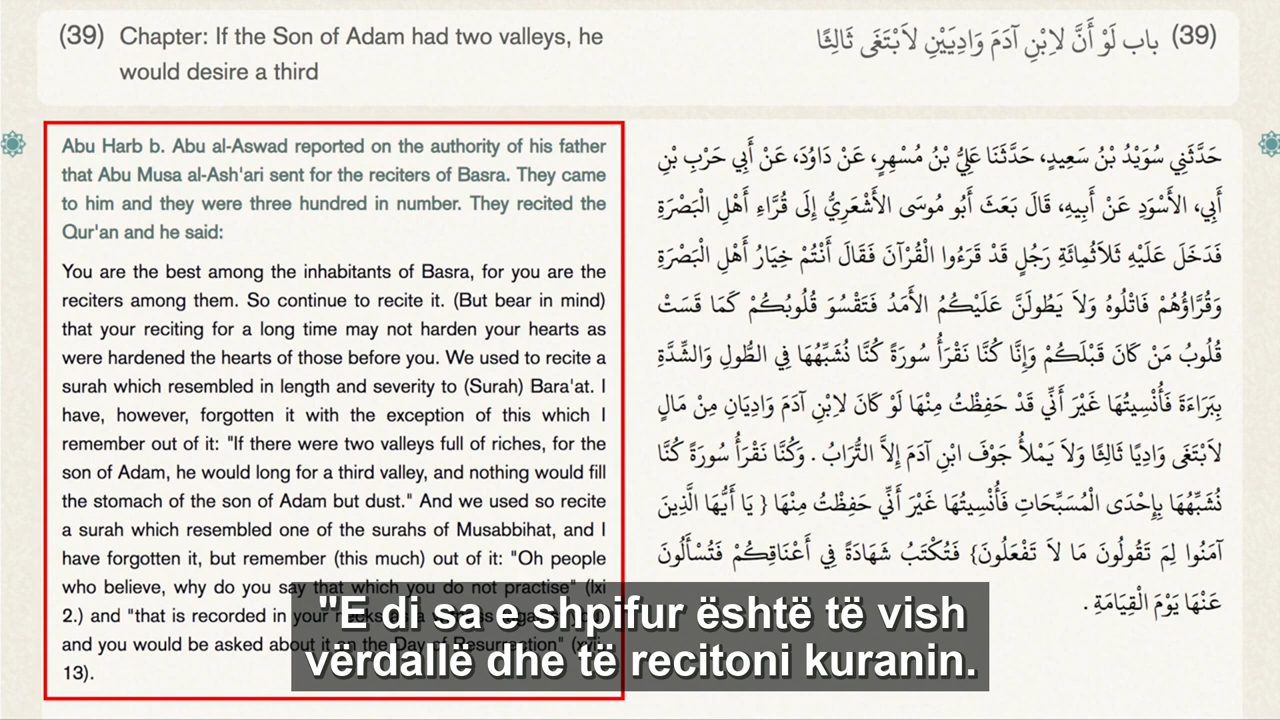 (39) Chapter: If the Son of Adam had two valleys, he
would desire a third
(39) باب لَوْ أَنَّ لاِبْنِ آدَمَ وَادِيَيْنِ لاَبْتَغَى ثَالِثًا
Abu Harb b. Abu al-Aswad reported on the authority of his father
that Abu Musa al-Ash'ari sent for the reciters of Basra. They came
to him and they were three hundred in number. They recited the
Qur'an and he said:
You are the best among the inhabitants of Basra, for you are the
reciters among them. So continue to recite it. (But bear in mind)
that your reciting for a long time may not harden your hearts as
were hardened the hearts of those before you. We used to recite a
surah which resembled in length and severity to (Surah) Bara'at. I
have, however, forgotten it with the exception of this which I
remember out of it: "If there were two valleys full of riches, for the
son of Adam, he would long for a third valley, and nothing would fill
the stomach of the son of Adam but dust." And we used so recite
a surah which resembled one of the surahs of Musabbihat, and I
have forgotten it, but remember (this much) out of it: "Oh people
who believe, why do you say that which you do not practise" (lxi
2.) and "that is recorded in your necks as a
and you would be asked about it on the Day of Resurrection"
13).
حَدَّثَنِي سُوَيْدُ بْنُ سَعِيدٍ، حَدَّثَنَا عَلِيُّ بْنُ مُسْهِرٍ، عَنْ دَاوُدَ، عَنْ أَبِي حَرْبِ بْنِ
أَبِي، الأَسْوَدِ عَنْ أَبِيهِ، قَالَ بَعَثَ أَبُو مُوسَى الأَشْعَرِيُّ إِلَى قُرَّاءِ أَهْلِ الْبَصْرَةِ
فَدَخَلَ عَلَيْهِ ثَلاَثُمِائَةِ رَجُلٍ قَدْ قَرَءُوا الْقُرْآنَ فَقَالَ أَنْتُمْ خِيَارُ أَهْلِ الْبَصْرَةِ
وَقُرَّاؤُهُمْ فَاتْلُوهُ وَلاَ يَطُولَنَّ عَلَيْكُمُ الأَمَدُ فَتَقْسُوَ قُلُوبُكُمْ كَمَا قَسَتْ
قُلُوبُ مَنْ كَانَ قَبْلَكُمْ وَإِنَّا كُنَّا نَقْرَأُ سُورَةً كُنَّا نُشَبِّهُهَا فِي الطُّولِ وَالشِّدَّةِ
بِبَرَاءَةَ فَأُنْسِيتُهَا غَيْرَ أَنِّي قَدْ حَفِظْتُ مِنْهَا لَوْ كَانَ لاِبْنِ آدَمَ وَادِيَانِ مِنْ مَالٍ
لاَبْتَغَى وَادِيًا ثَالِثًا وَلاَ يَمْلأُ جَوْفَ ابْنِ آدَمَ إِلاَّ التُّرَابُ . وَكُنَّا نَقْرَأُ سُورَةً كُنَّا
نُشَبِّهُهَا بِإِحْدَى الْمُسَبِّحَاتِ فَأُنْسِيتُهَا غَيْرَ أَنِّي حَفِظْتُ مِنْهَا { يَا أَيُّهَا الَّذِينَ
آمَنُوا لِمَ تَقُولُونَ مَا لاَ تَفْعَلُونَ} فَتُكْتَبُ شَهَادَةً فِي أَعْنَاقِكُمْ فَتُسْأَلُونَ
عَنْهَا يَوْمَ الْقِيَامَةِ .
"E di sa e shpifur është të vish
vërdallë dhe të recitoni kuranin.